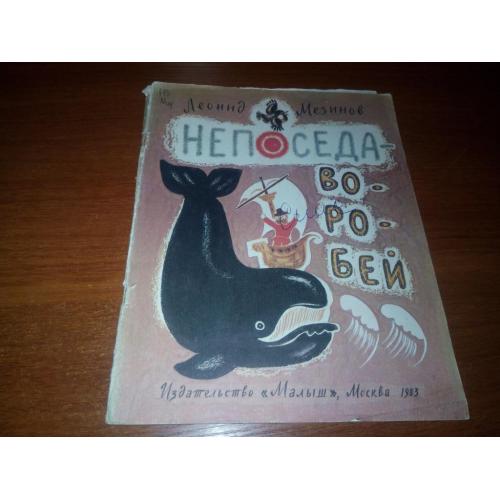 Леонид Мезинов
НЕПОСЕДА-
ВО-
РО-
БЕЙ
Издательство «Малыш», Москва 1983